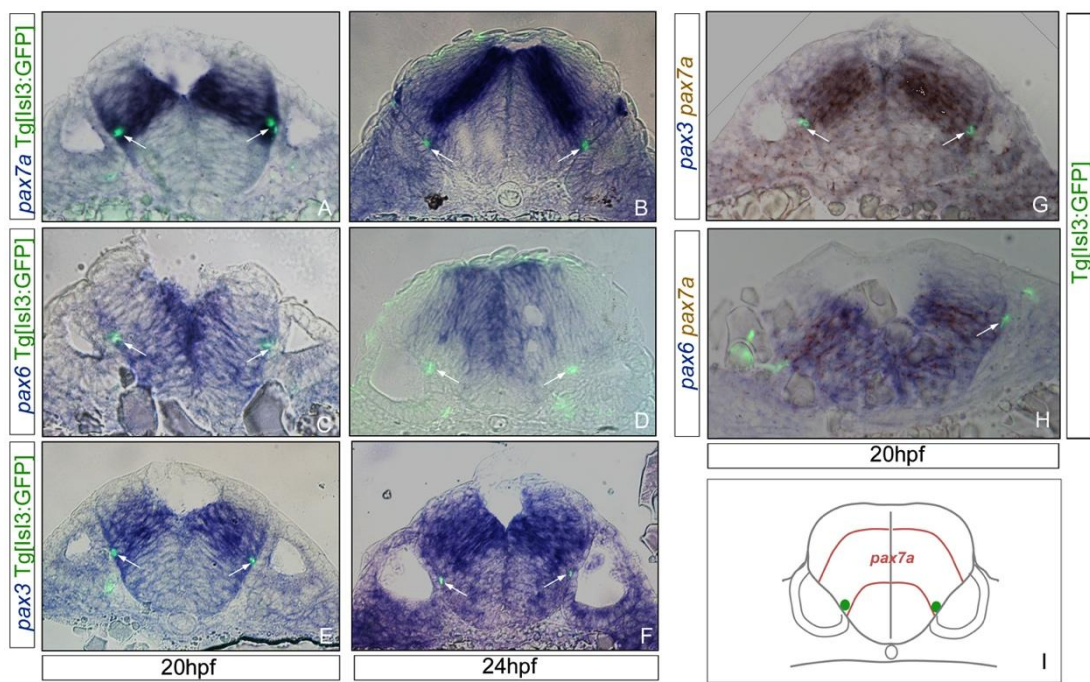 pax7a Tg[Isl3:GFP]
A
B
pax6 Tg[Isl3:GFP]
C
D
pax3 Tg[Isl3:GFP]
E
F
20hpf
24hpf
pax3 pax7a
G
pax6 pax7a
H
Tg[Isl3:GFP]
20hpf
pax7a
I